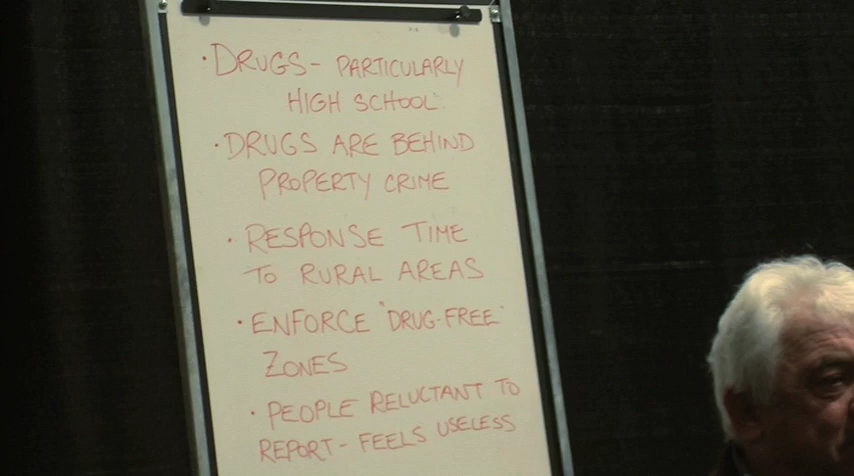 • DRUGS - PARTICULARLY
HIGH SCHOOL.
• DRUGS ARE BEHIND
PROPERTY CRIME
• RESPONSE TIME
TO RURAL AREAS
• ENFORCE "DRUG-FREE"
ZONES
• PEOPLE RELUCTANT TO
REPORT - FEELS USELESS